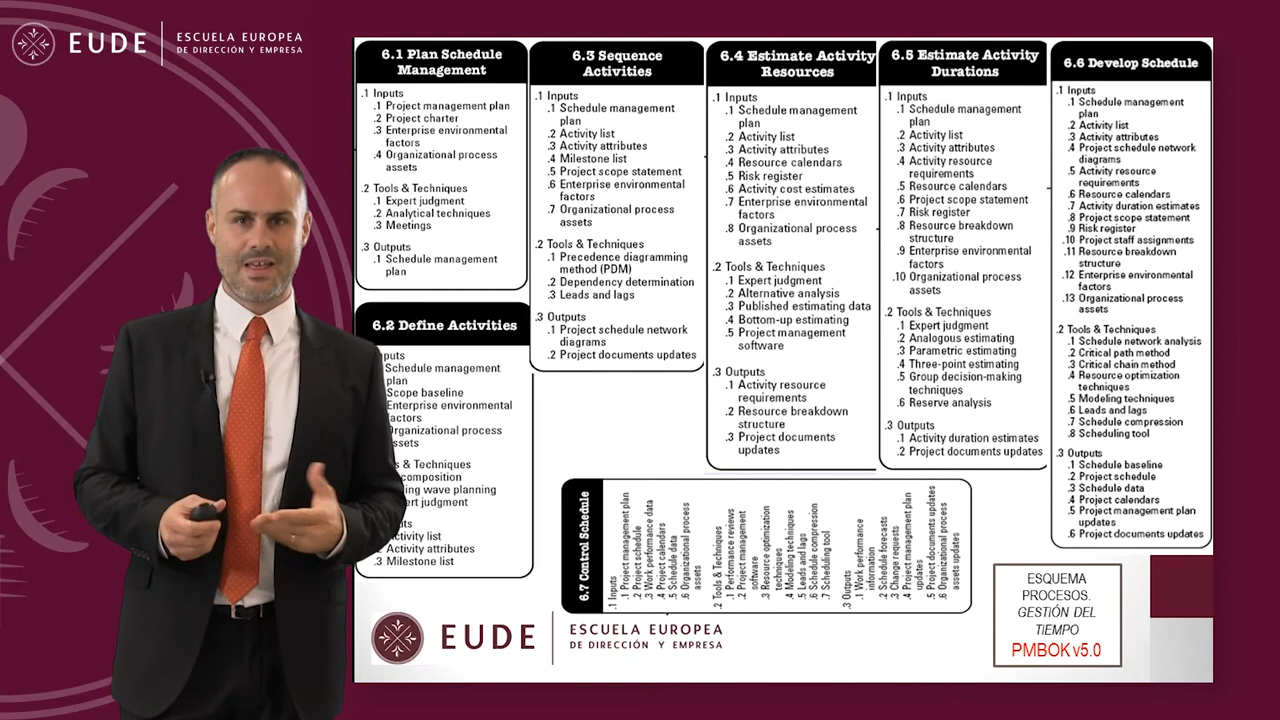 EUDE
ESCUELA EUROPEA
DE DIRECCIÓN Y EMPRESA
6.1 Plan Schedule
Management
.1 Inputs
.1 Project management plan
.2 Project charter
.3 Enterprise environmental
factors
.4 Organizational process
assets
.2 Tools & Techniques
.1 Expert judgment
.2 Analytical techniques
.3 Meetings
.3 Outputs
.1 Schedule management
plan
6.2 Define Activities
Schedule management
plan
Scope baseline
Enterprise environmental
Organizational process
& Techniques
wave planning
judgment
Activity list
Activity attributes
.3 Milestone list
6.3 Sequence
Activities
.1 Inputs
.1 Schedule management
plan
.2 Activity list
.3 Activity attributes
.4 Milestone list
.5 Project scope statement
.6 Enterprise environmental
factors
.7 Organizational process
assets
.2 Tools & Techniques
.1 Precedence diagramming
method (PDM)
.2 Dependency determination
.3 Leads and lags
.3 Outputs
.1 Project schedule network
diagrams
.2 Project documents updates
6.4 Estimate Activity
Resources
.1 Inputs
.1 Schedule management
plan
.2 Activity list
.3 Activity attributes
.4 Resource calendars
.5 Risk register
.6 Activity cost estimates
.7 Enterprise environmental
factors
.8 Organizational process
assets
.2 Tools & Techniques
.1 Expert judgment
.2 Alternative analysis
.3 Published estimating data
.4 Bottom-up estimating
.5 Project management
software
.3 Outputs
.1 Activity resource
requirements
.2 Resource breakdown
structure
.3 Project documents
updates
6.5 Estimate Activity
Durations
.1 Inputs
.1 Schedule management
plan
.2 Activity list
.3 Activity attributes
.4 Activity resource
requirements
.5 Resource calendars
.6 Project scope statement
.7 Risk register
.8 Resource breakdown
structure
.9 Enterprise environmental
factors
.10 Organizational process
assets
.2 Tools & Techniques
.1 Expert judgment
.2 Analogous estimating
.3 Parametric estimating
.4 Three-point estimating
.5 Group decision-making
techniques
.6 Reserve analysis
.3 Outputs
.1 Activity duration estimates
.2 Project documents updates
6.6 Develop Schedule
.1 Inputs
.1 Schedule management
plan
.2 Activity list
.3 Activity attributes
.4 Project schedule network
diagrams
.5 Activity resource
requirements
.6 Resource calendars
.7 Activity duration estimates
.8 Project scope statement
.9 Risk register
.10 Project staff assignments
.11 Resource breakdown
structure
.12 Enterprise environmental
factors
.13 Organizational process
assets
.2 Tools & Techniques
.1 Schedule network analysis
.2 Critical path method
.3 Critical chain method
.4 Resource optimization
techniques
.5 Modeling techniques
.6 Leads and lags
.7 Schedule compression
.8 Scheduling tool
.3 Outputs
.1 Schedule baseline
.2 Project schedule
.3 Schedule data
.4 Project calendars
.5 Project management plan
updates
.6 Project documents updates
6.7 Control Schedule
.1 Inputs
.1 Project management plan
.2 Project schedule
.3 Work performance data
.4 Project calendars
.5 Schedule data
.6 Organizational process
assets
.2 Tools & Techniques
.1 Performance reviews
.2 Project management
software
.3 Resource optimization
techniques
.4 Modeling techniques
.5 Leads and lags
.6 Schedule compression
.7 Scheduling tool
.3 Outputs
.1 Work performance
information
.2 Schedule forecasts
.3 Change requests
.4 Project management plan
updates
.5 Project documents updates
.6 Organizational process
assets updates
EUDE
ESCUELA EUROPEA
DE DIRECCIÓN Y EMPRESA
ESQUEMA
PROCESOS.
GESTIÓN DEL
TIEMPO
PMBOK v5.0